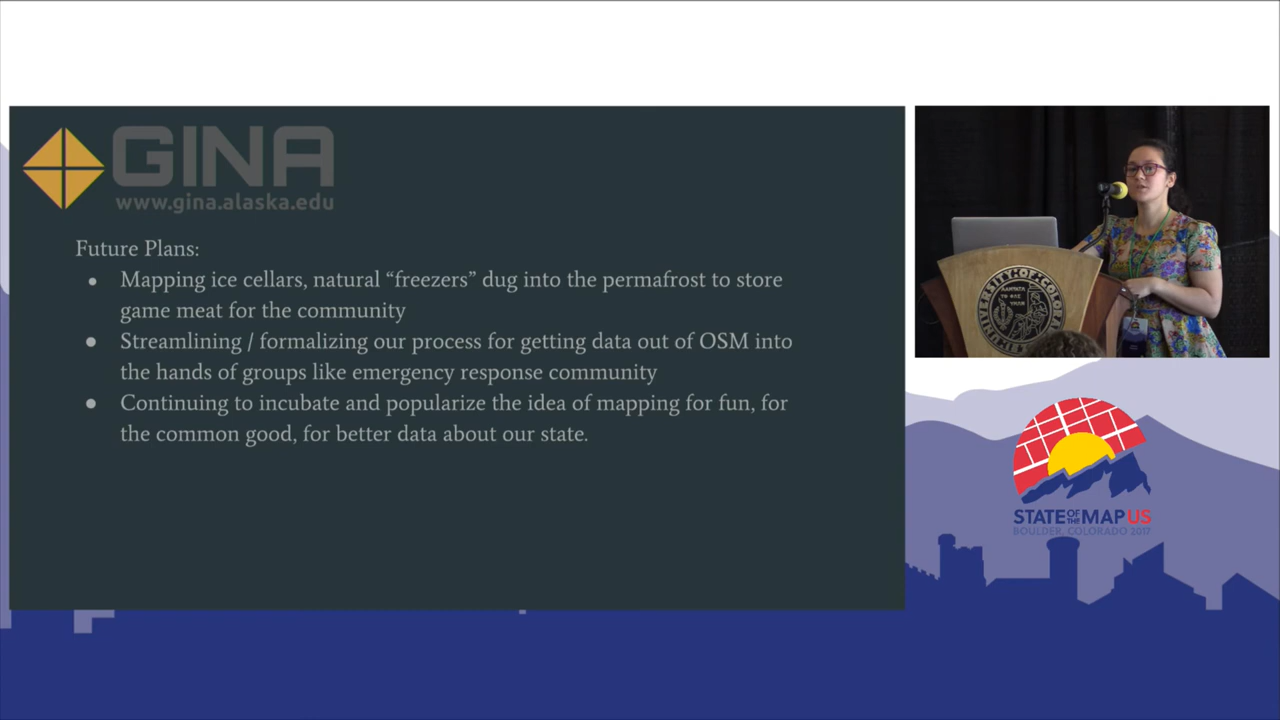 GINA
www.gina.alaska.edu
Future Plans:
● Mapping ice cellars, natural “freezers” dug into the permafrost to store
game meat for the community
● Streamlining / formalizing our process for getting data out of OSM into
the hands of groups like emergency response community
● Continuing to incubate and popularize the idea of mapping for fun, for
the common good, for better data about our state.
UNIVERSITY OF COLORADO
STATE OF THE MAP US
BOULDER, COLORADO 2017